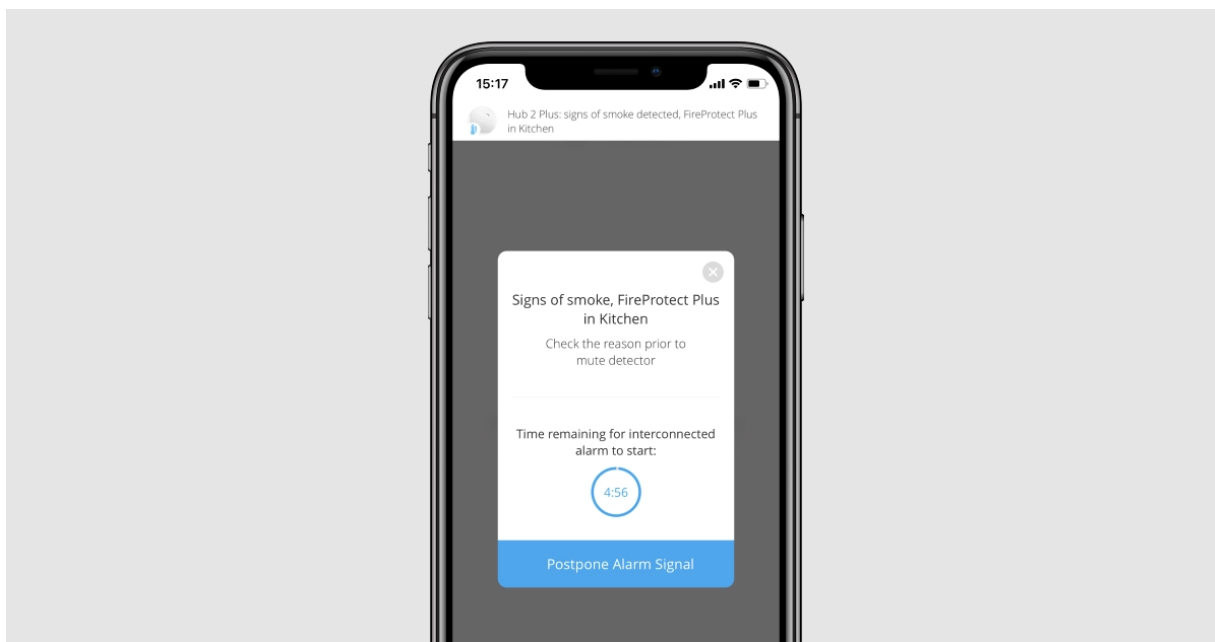 15:17
Hub 2 Plus: signs of smoke detected, FireProtect Plus
in Kitchen
Signs of smoke, FireProtect Plus
in Kitchen
Check the reason prior to
mute detector
Time remaining for interconnected
alarm to start:
4:56
Postpone Alarm Signal